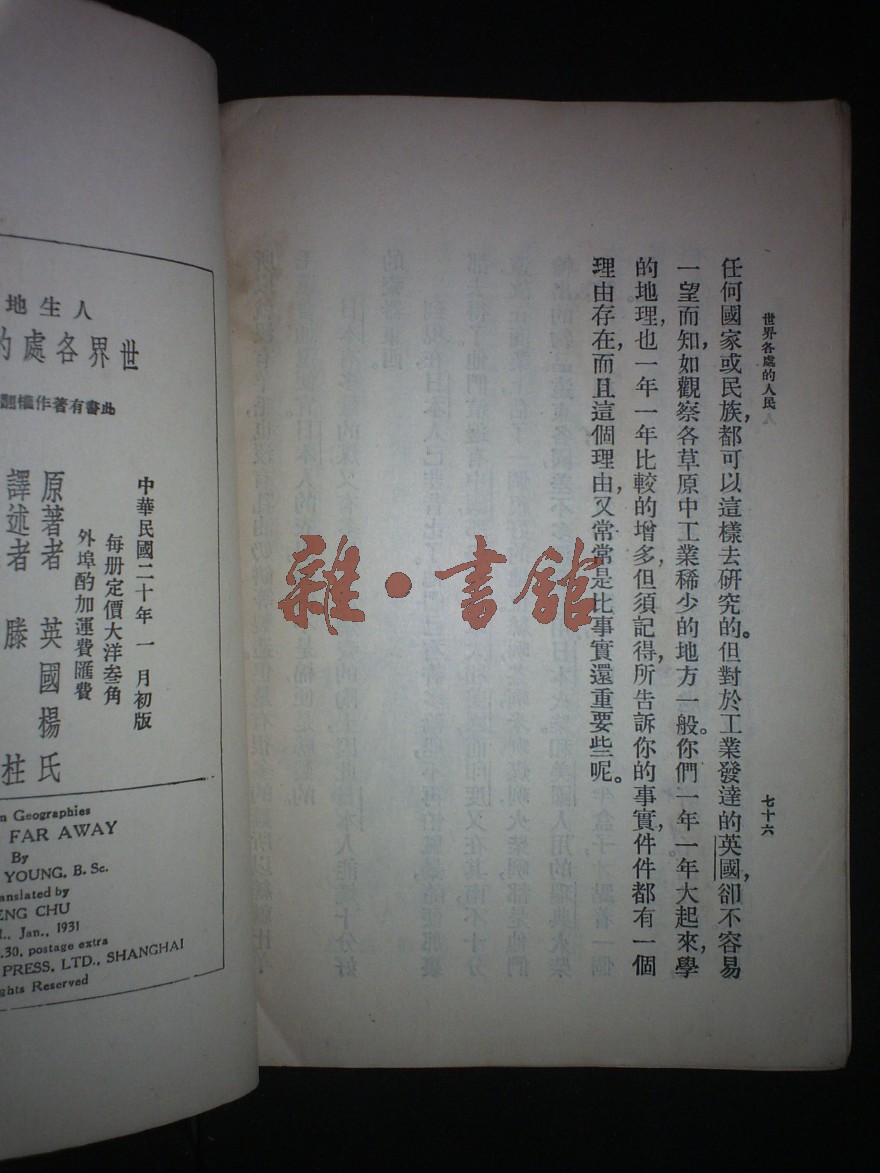 世界各處的人民
七十六
任何國家或民族,都可以這樣去研究的。但對於工業發達的英國,卻不容易
一望而知,如觀察各草原中工業稀少的地方一般。你們一年一年大起來,學
的地理,也一年一年比較的增多,但須記得,所告訴你的事實,件件都有一個
理由存在,而且這個理由,又常常是比事實還重要些呢。
雜·書館
人生地
世界各處的
此書有著作權翻
中華民國二十年一月初版
每册定價大洋叁角
外埠酌加運費匯費
原著者 英國楊氏
譯述者 滕柱
n Geographies
FAR AWAY
By
YOUNG, B. Sc.
anslated by
ENG CHU
Jan., 1931
.30, postage extra
PRESS, LTD., SHANGHAI
ghts Reserved